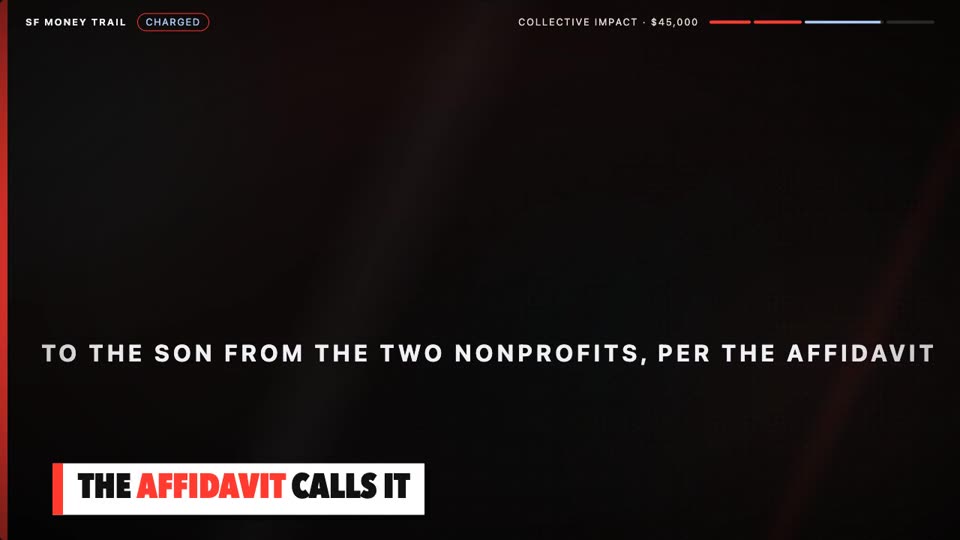 SF MONEY TRAIL CHARGED COLLECTIVE IMPACT · $45,000
TO THE SON FROM THE TWO NONPROFITS, PER THE AFFIDAVIT
THE AFFIDAVIT CALLS IT